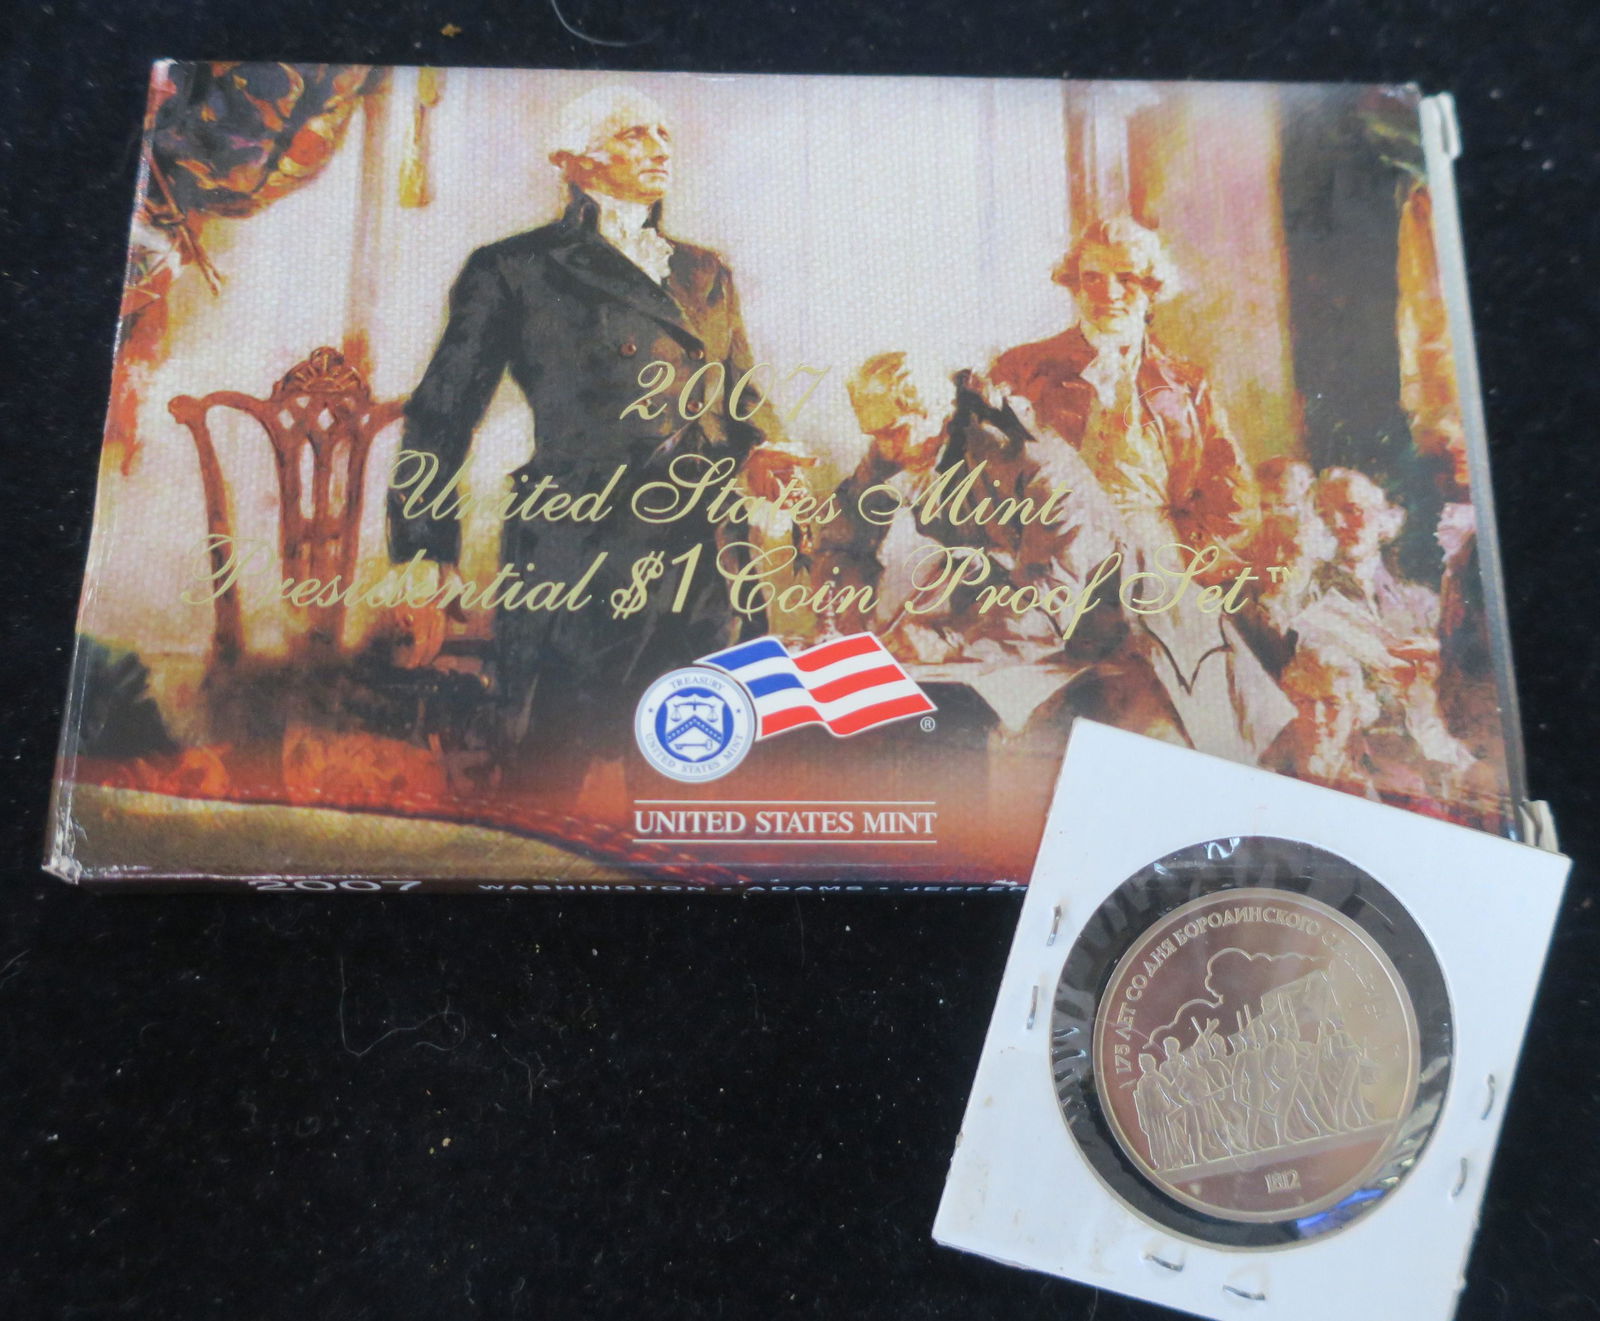 2007
United States Mint
Presidential $1 Coin Proof Set™
TREASURY
UNITED STATES MINT
®
UNITED STATES MINT
2007 WASHINGTON • ADAMS •
175 ЛЕТ СО ДНЯ БОРОДИНСКОГО
1812